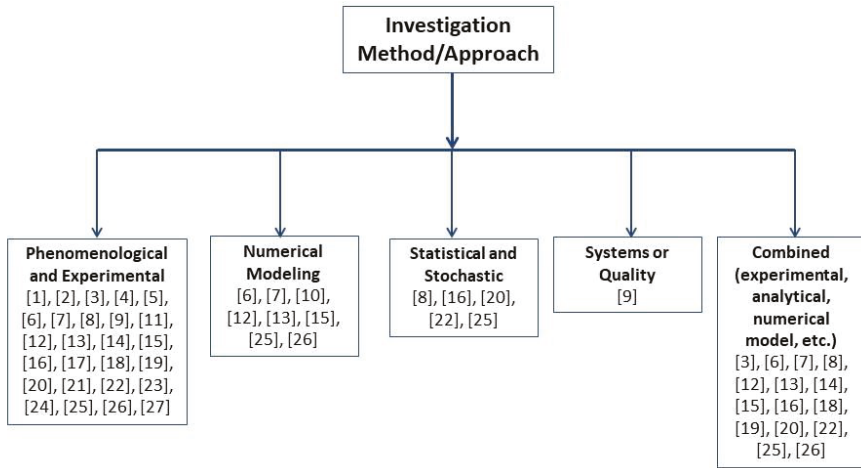 Investigation
Method/Approach
Phenomenological
and Experimental
[1], [2], [3], [4], [5],
[6], [7], [8], [9], [11],
[12], [13], [14], [15],
[16], [17], [18], [19],
[20], [21], [22], [23],
[24], [25], [26], [27]
Numerical
Modeling
[6], [7], [10],
[12], [13], [15],
[25], [26]
Statistical and
Stochastic
[8], [16], [20],
[22], [25]
Systems or
Quality
[9]
Combined
(experimental,
analytical,
numerical
model, etc.)
[3], [6], [7], [8],
[12], [13], [14],
[15], [16], [18],
[19], [20], [22],
[25], [26]